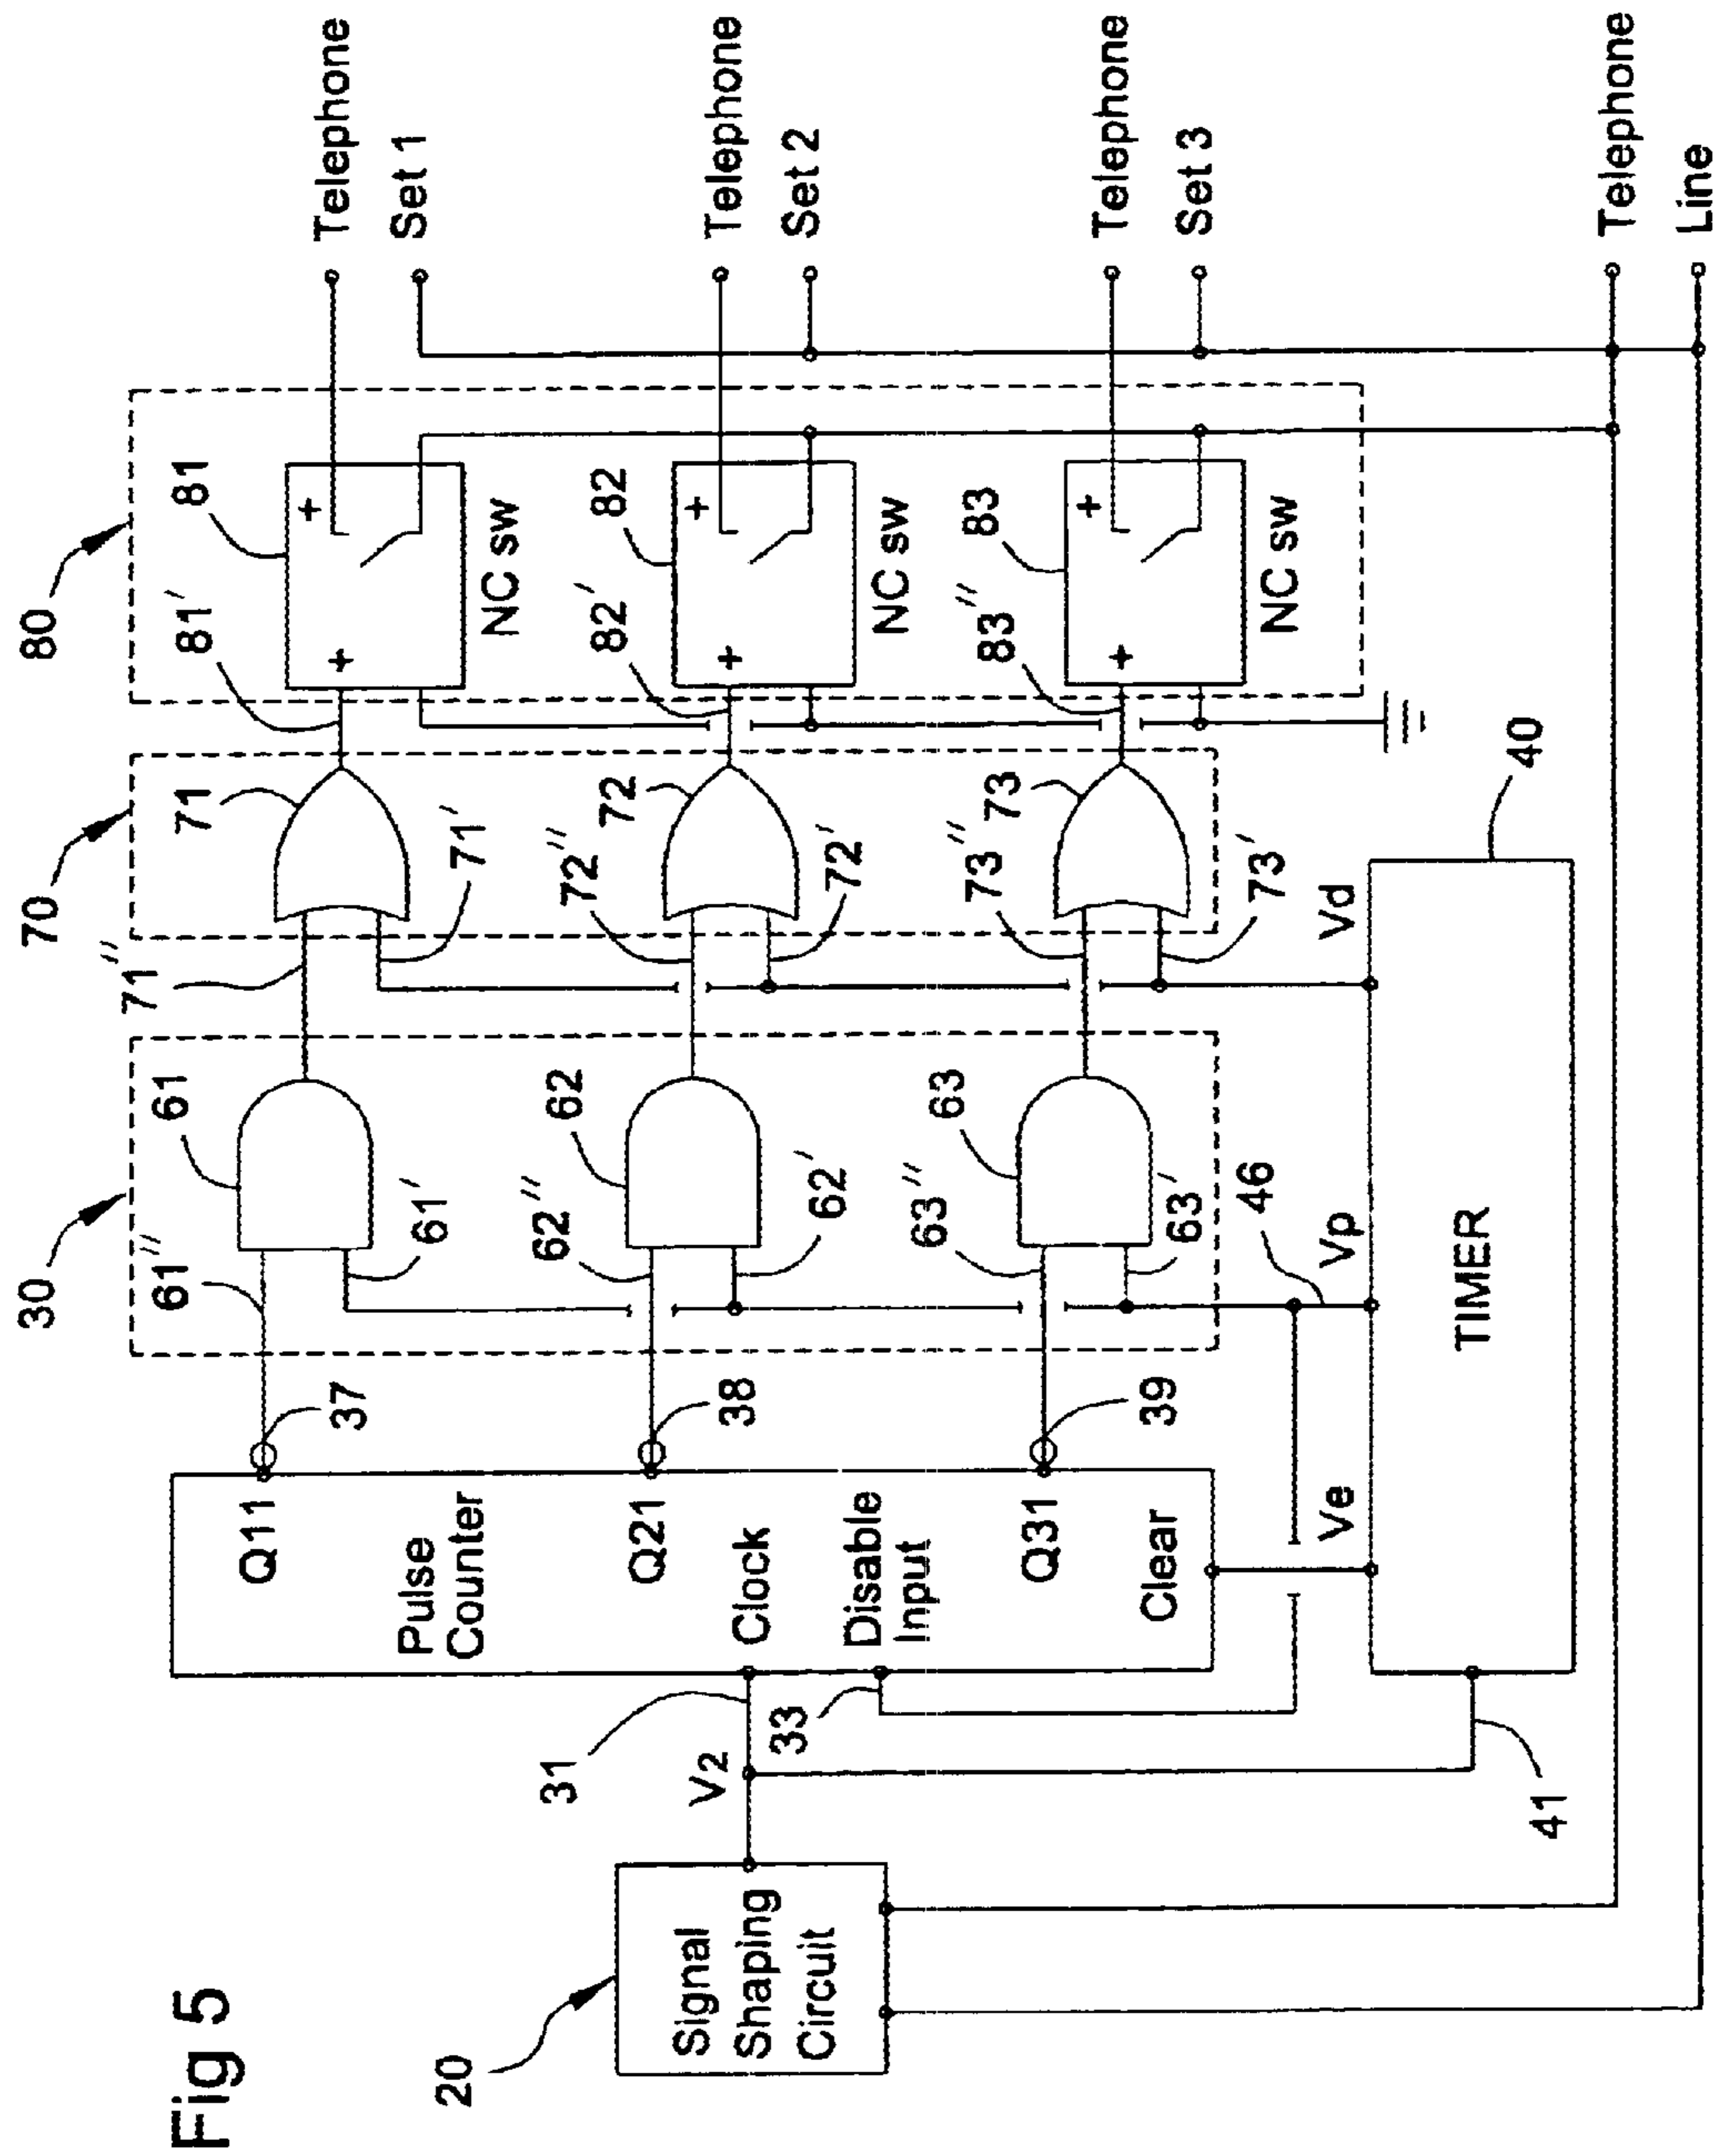 Fig 5
20
Signal
Shaping
Circuit
V2
31
33
41
Pulse
Counter
Clock
Disable
Input
Clear
Q11
Q21
Q31
37
38
39
30
61''
61
61'
62''
62
62'
63''
63
63'
46
Ve
Vp
Vd
TIMER
40
70
71''
71
71'
72''
72
72'
73''
73
73'
80
81'
81
+
+
NC sw
82'
82
+
+
NC sw
83''
83
+
+
NC sw
Telephone
Set 1
Telephone
Set 2
Telephone
Set 3
Telephone
Line